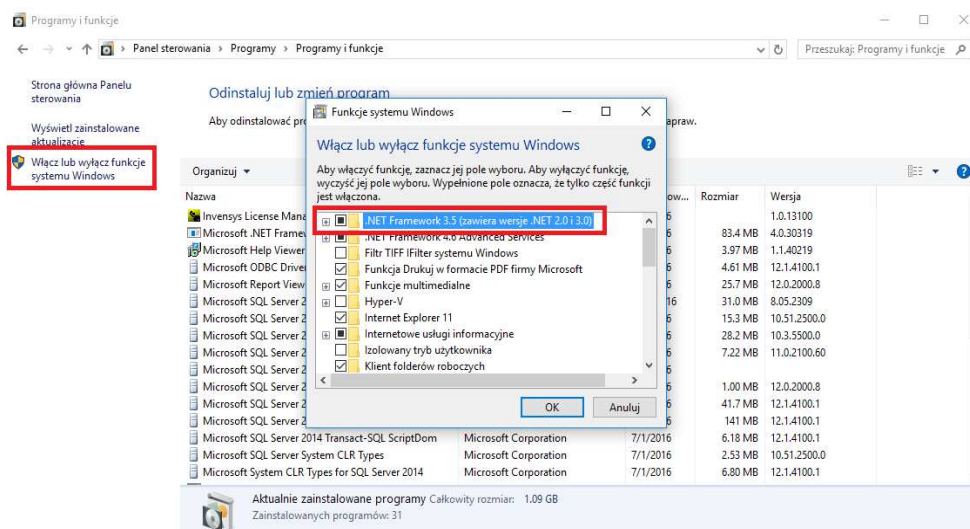 Programy i funkcje
Panel sterowania › Programy › Programy i funkcje
Przeszukaj: Programy i funkcje
Strona główna Panelu
sterowania
Wyświetl zainstalowane
aktualizacje
Włącz lub wyłącz funkcje
systemu Windows
Odinstaluj lub zmień program
Aby odinstalować
Organizuj
Nazwa
Rozmiar
Wersja
Invensys License
1.0.13100
Microsoft .NET
83.4 MB 4.0.30319
Microsoft Help Viewer
3.97 MB 1.1.40219
Microsoft ODBC
4.61 MB 12.1.4100.1
Microsoft Report
25.7 MB 12.0.2000.8
Microsoft SQL Server
31.0 MB 8.05.2309
Microsoft SQL Server
15.3 MB 10.51.2500.0
Microsoft SQL Server
28.2 MB 10.3.5500.0
Microsoft SQL Server
7.22 MB 11.0.2100.60
Microsoft SQL Server
Microsoft SQL Server
1.00 MB 12.0.2000.8
Microsoft SQL Server
41.7 MB 12.1.4100.1
Microsoft SQL Server
141 MB 12.1.4100.1
Microsoft SQL Server 2014 Transact-SQL ScriptDom Microsoft Corporation 7/1/2016 6.18 MB 12.1.4100.1
Microsoft SQL Server System CLR Types Microsoft Corporation 7/1/2016 2.53 MB 10.51.2500.0
Microsoft System CLR Types for SQL Server 2014 Microsoft Corporation 7/1/2016 6.80 MB 12.1.4100.1
Funkcje systemu Windows
Włącz lub wyłącz funkcje systemu Windows
Aby włączyć funkcję, zaznacz jej pole wyboru. Aby wyłączyć funkcję,
wyczyść jej pole wyboru. Wypełnione pole oznacza, że tylko część funkcji
jest włączona.
.NET Framework 3.5 (zawiera wersje .NET 2.0 i 3.0)
.NET Framework 4.6 Advanced Services
Filtr TIFF IFilter systemu Windows
Funkcja Drukuj w formacie PDF firmy Microsoft
Funkcje multimedialne
Hyper-V
Internet Explorer 11
Internetowe usługi informacyjne
Izolowany tryb użytkownika
Klient folderów roboczych
OK
Anuluj
Aktualnie zainstalowane programy Całkowity rozmiar: 1.09 GB
Zainstalowanych programów: 31